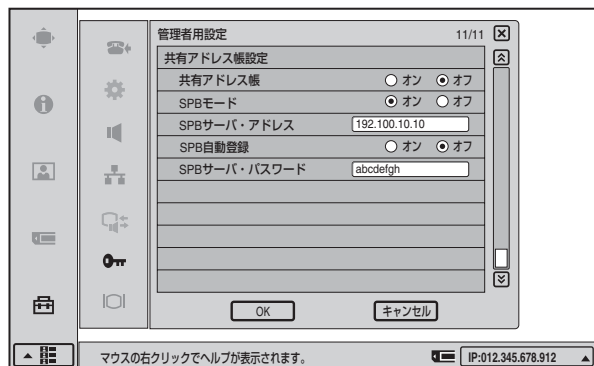 管理者用設定 11/11
共有アドレス帳設定
共有アドレス帳 オン オフ
SPBモード オン オフ
SPBサーバ・アドレス 192.100.10.10
SPB自動登録 オン オフ
SPBサーバ・パスワード abcdefgh
OK キャンセル
マウスの右クリックでヘルプが表示されます。 IP:012.345.678.912